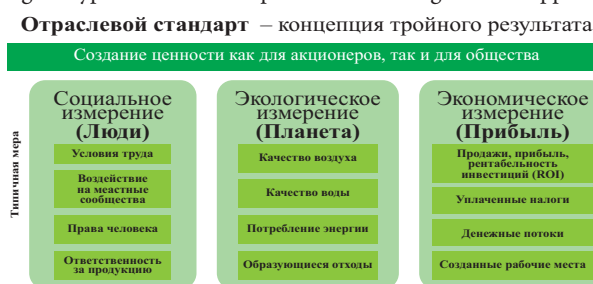 Отраслевой стандарт – концепция тройного результата
Создание ценности как для акционеров, так и для общества
Типичная мера
Социальное
измерение
(Люди)
Условия труда
Воздействие
на меастные
сообщества
Права человека
Ответственность
за продукцию
Экологическое
измерение
(Планета)
Качество воздуха
Качество воды
Потребление энергии
Образующиеся отходы
Экономическое
измерение
(Прибыль)
Продажи, прибыль,
рентабельность
инвестиций (ROI)
Уплаченные налоги
Денежные потоки
Созданные рабочие места